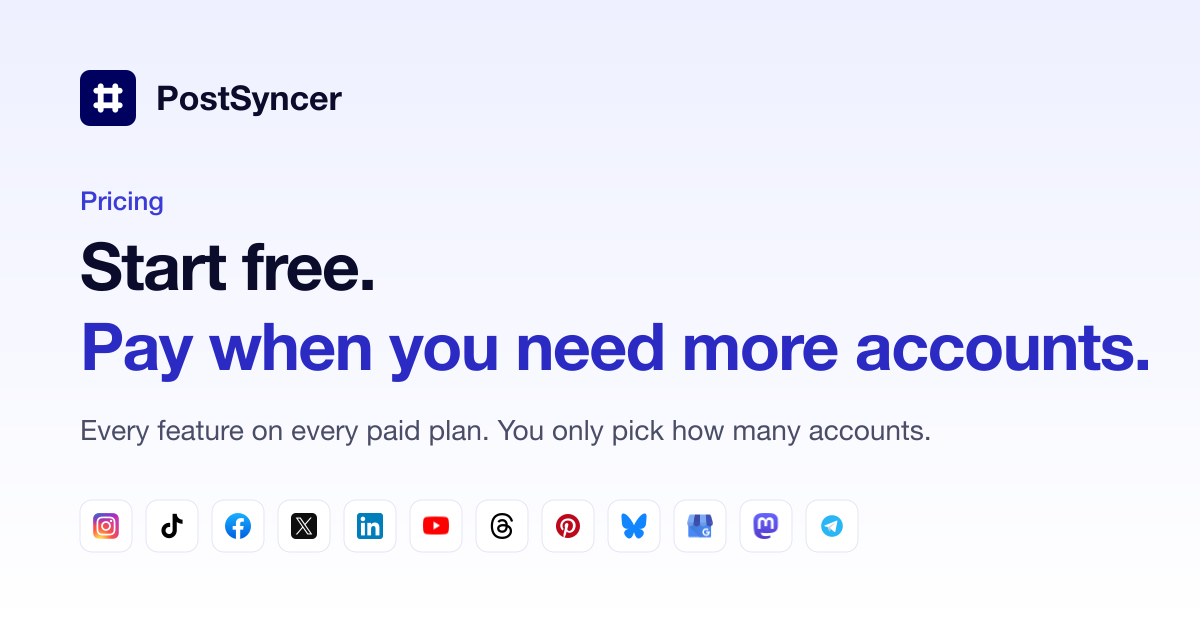 PostSyncer
Pricing
Start free.
Pay when you need more accounts.
Every feature on every paid plan. You only pick how many accounts.